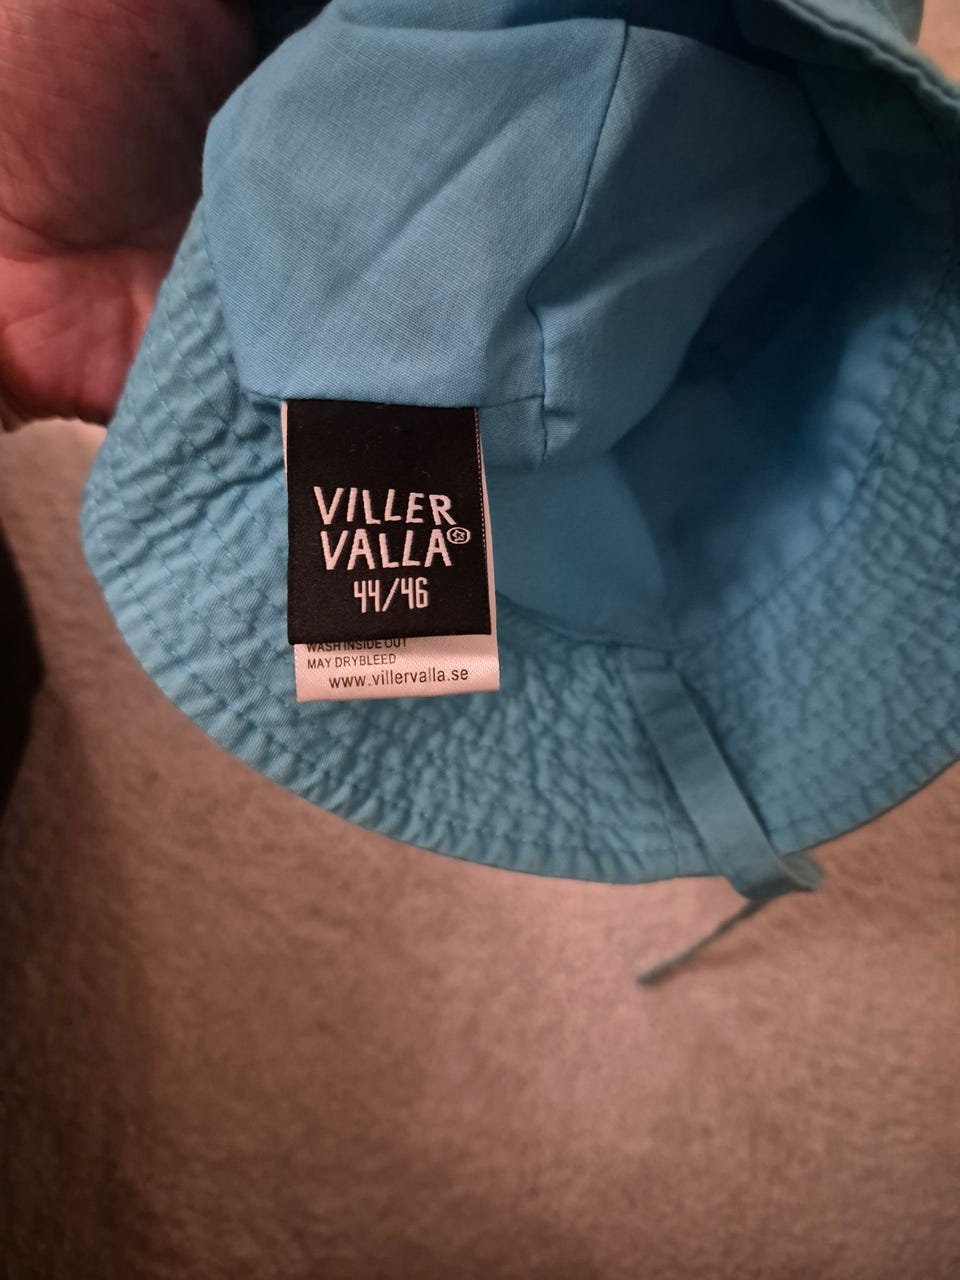 VILLER
VALLA
44/46
WASH INSIDE OUT
MAY DRYBLEED
www.villervalla.se